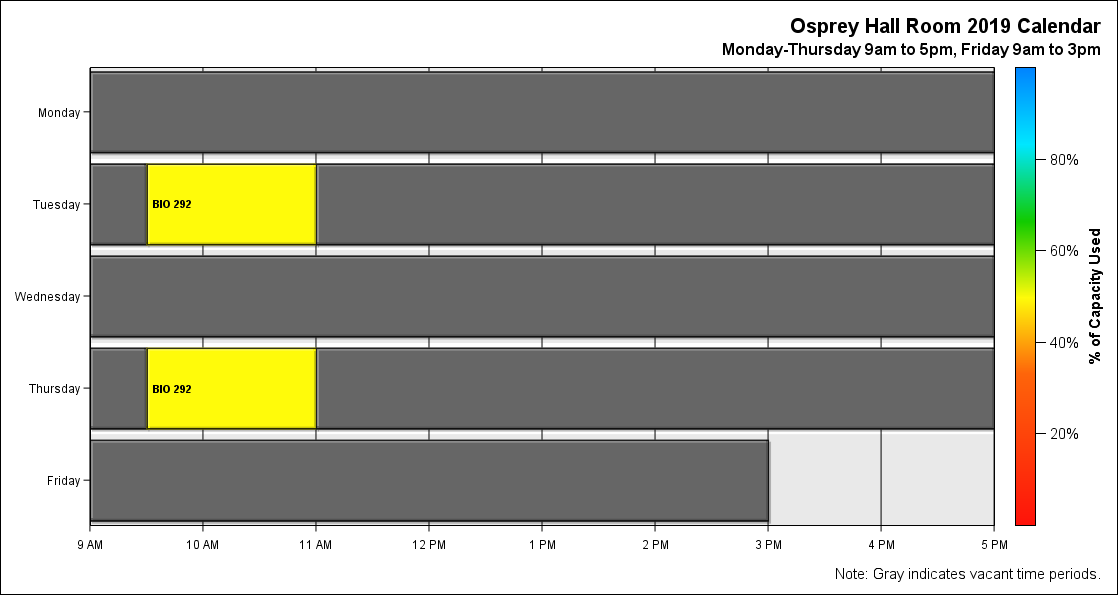 Osprey Hall Room 2019 Calendar
Monday-Thursday 9am to 5pm, Friday 9am to 3pm
Monday
Tuesday
BIO 292
Wednesday
Thursday
BIO 292
Friday
9 AM 10 AM 11 AM 12 PM 1 PM 2 PM 3 PM 4 PM 5 PM
80%
60%
40%
20%
% of Capacity Used
Note: Gray indicates vacant time periods.